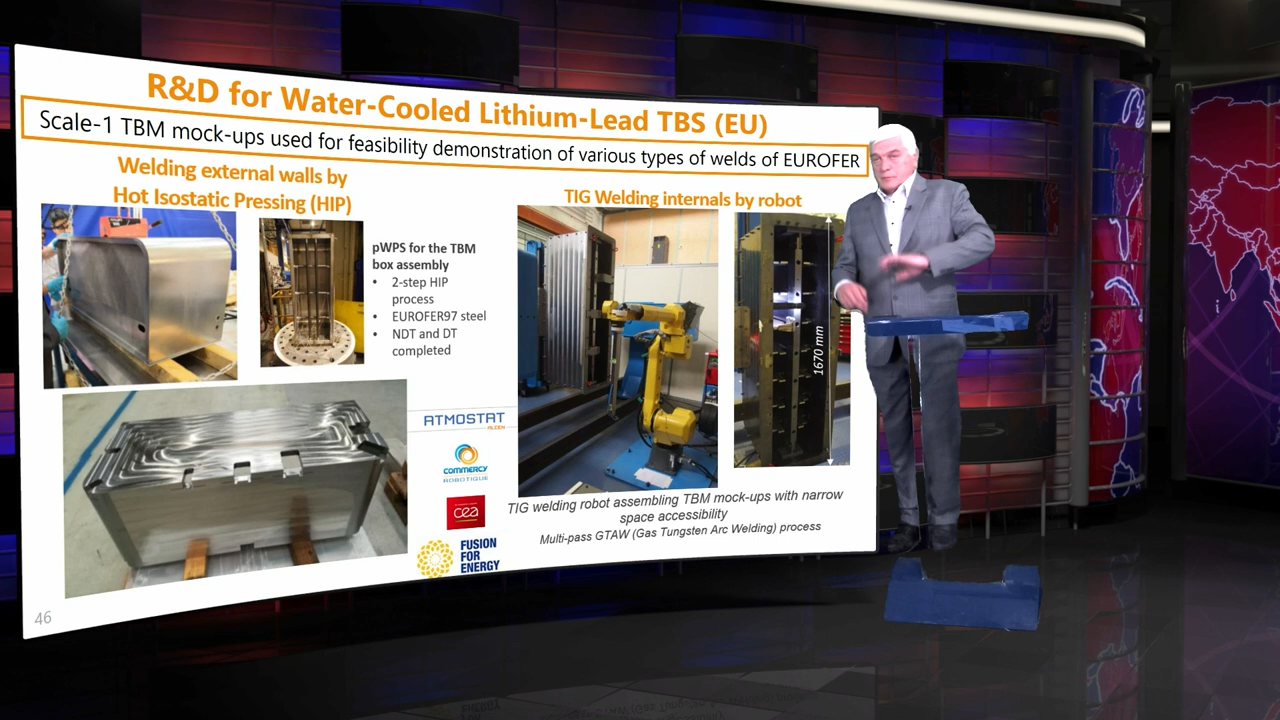 R&D for Water-Cooled Lithium-Lead TBS (EU)
Scale-1 TBM mock-ups used for feasibility demonstration of various types of welds of EUROFER
Welding external walls by
Hot Isostatic Pressing (HIP)
pWPS for the TBM
box assembly
• 2-step HIP
process
• EUROFER97 steel
• NDT and DT
completed
TIG Welding internals by robot
1670 mm
ATMOSTAT
ALCEN
COMMERCY
ROBOTIQUE
cea
FUSION
FOR
ENERGY
TIG welding robot assembling TBM mock-ups with narrow
space accessibility
Multi-pass GTAW (Gas Tungsten Arc Welding) process
46